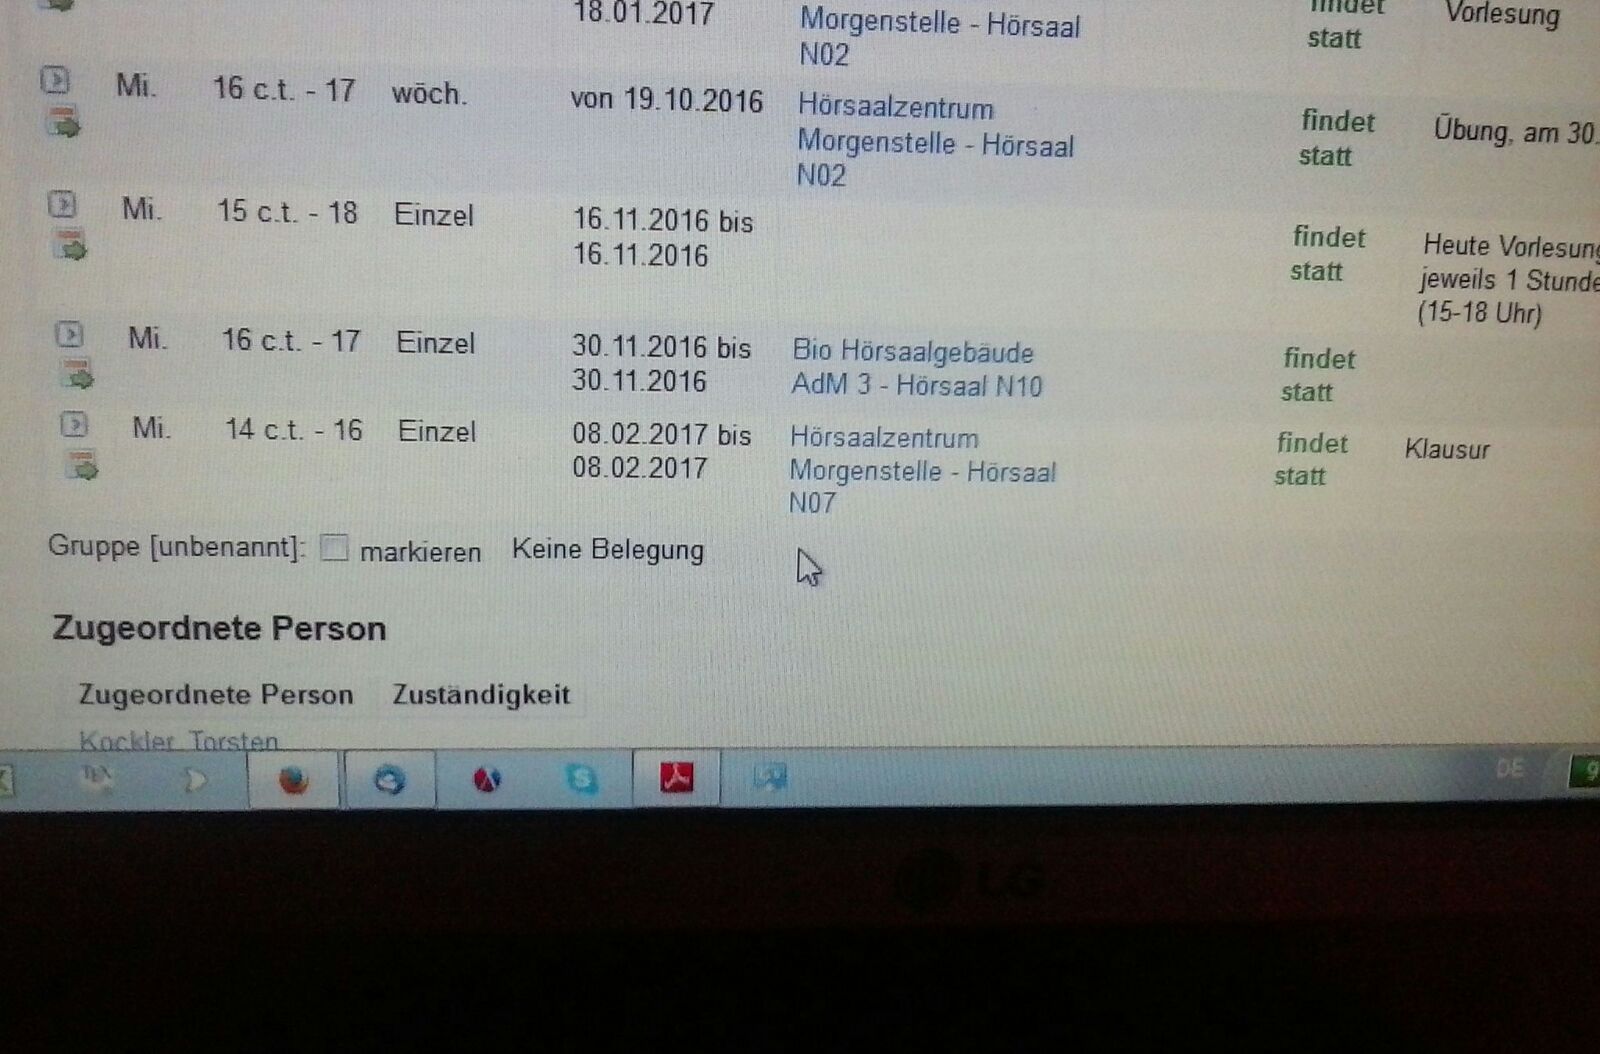 18.01.2017
Morgenstelle - Hörsaal
N02
findet
statt
Vorlesung
Mi.
16 c.t. - 17
wöch.
von 19.10.2016
Hörsaalzentrum
Morgenstelle - Hörsaal
N02
findet
statt
Übung, am 30.
Mi.
15 c.t. - 18
Einzel
16.11.2016 bis
16.11.2016
findet
statt
Heute Vorlesung
jeweils 1 Stunde
(15-18 Uhr)
Mi.
16 c.t. - 17
Einzel
30.11.2016 bis
30.11.2016
Bio Hörsaalgebäude
AdM 3 - Hörsaal N10
findet
statt
Mi.
14 c.t. - 16
Einzel
08.02.2017 bis
08.02.2017
Hörsaalzentrum
Morgenstelle - Hörsaal
N07
findet
statt
Klausur
Gruppe [unbenannt]: markieren Keine Belegung
Zugeordnete Person
Zugeordnete Person Zuständigkeit
Kockler Torsten
DE
LG